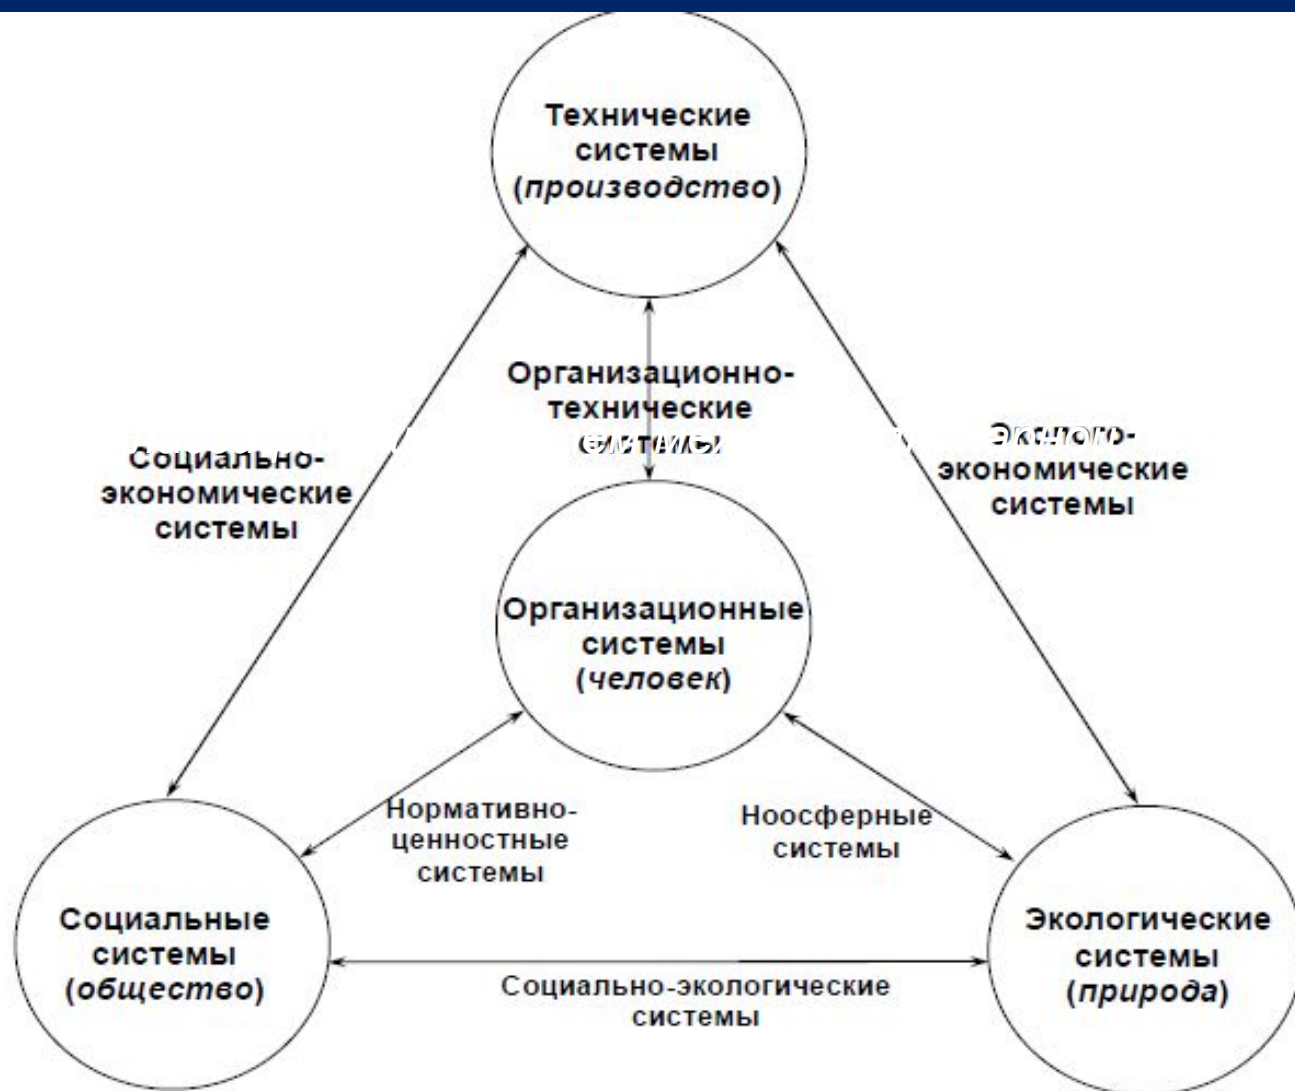 Технические
системы
(производство)
Организационно-
технические
Социально-
экономические
системы
экономические
системы
Организационные
системы
(человек)
Нормативно-
ценностные
системы
Ноосферные
системы
Социальные
системы
(общество)
Экологические
системы
(природа)
Социально-экологические
системы